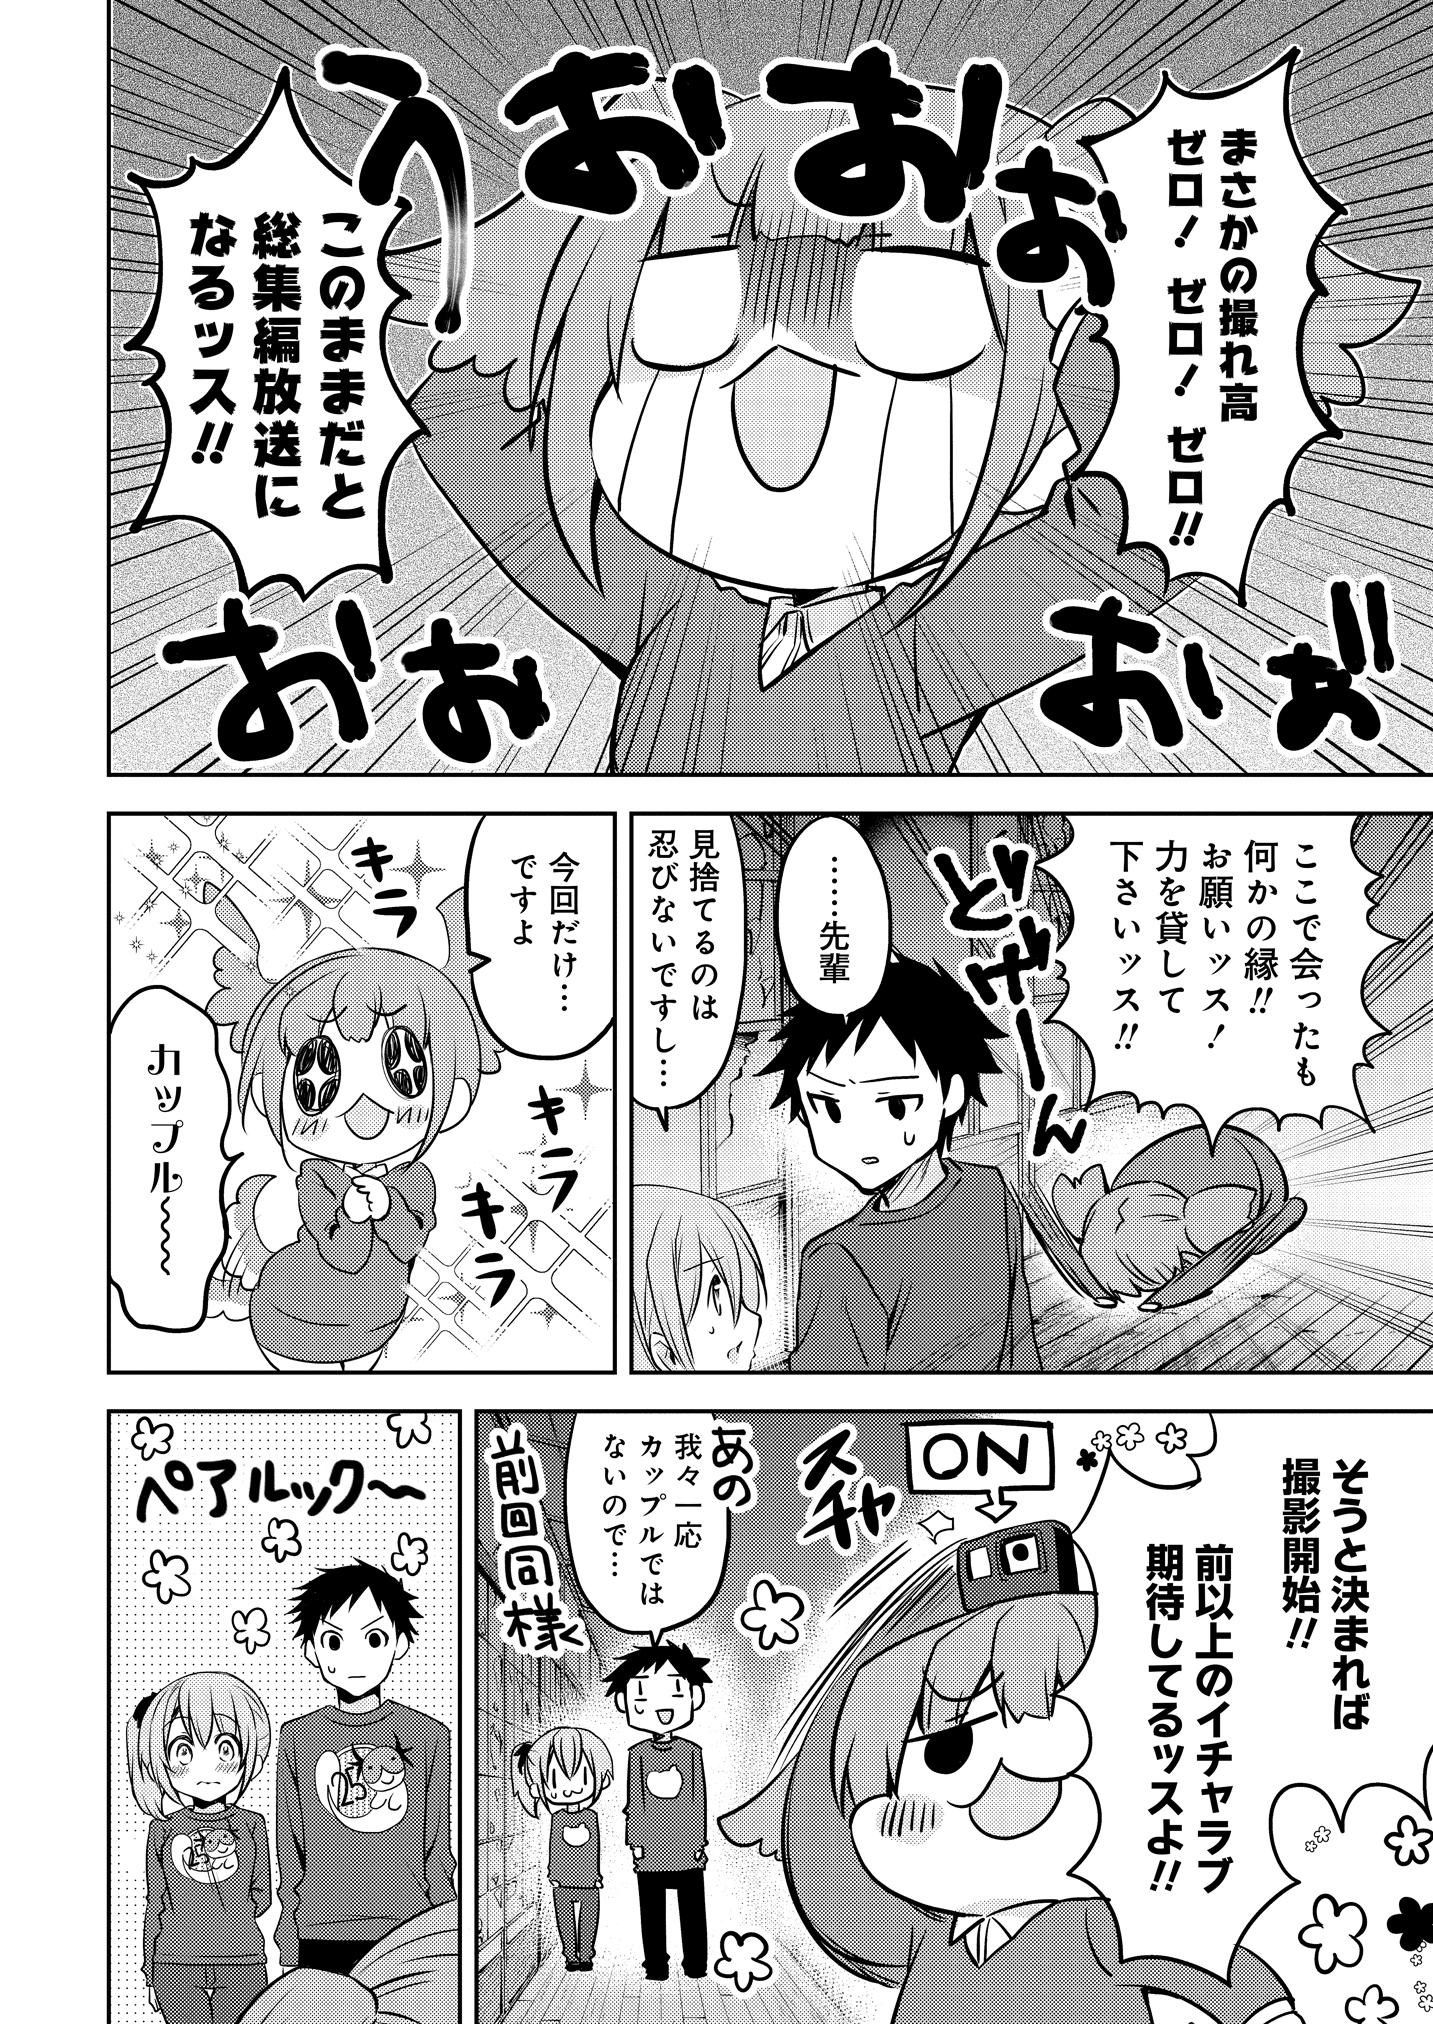 まさかの撮れ高
ゼロ！ゼロ！ゼロ！！
うおおおおおおおぉ！！
このままだと
総集編放送に
なるッス！！
ここで会ったも
何かの縁！！
お願いッス！
力を貸して
下さいッス！！
どげーーん
……先輩
見捨てるのは
忍びないですし…
今回だけ…
ですよ
キラ
キラ
キラ
カップル～～～
そうと決まれば
撮影開始！！
前以上のイチャラブ
期待してるッスよ！！
ON
スチャ
あの
我々一応
カップルでは
ないので…
前回同様
ペアルック～
125
125